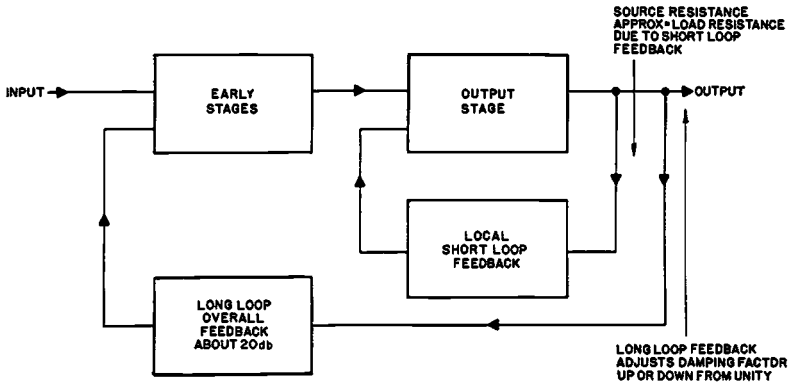 SOURCE RESISTANCE
APPROX=LOAD RESISTANCE
DUE TO SHORT LOOP
FEEDBACK
INPUT
EARLY
STAGES
OUTPUT
STAGE
OUTPUT
LOCAL
SHORT LOOP
FEEDBACK
LONG LOOP
OVERALL
FEEDBACK
ABOUT 20db
LONG LOOP FEEDBACK
ADJUSTS DAMPING FACTOR
UP OR DOWN FROM UNITY